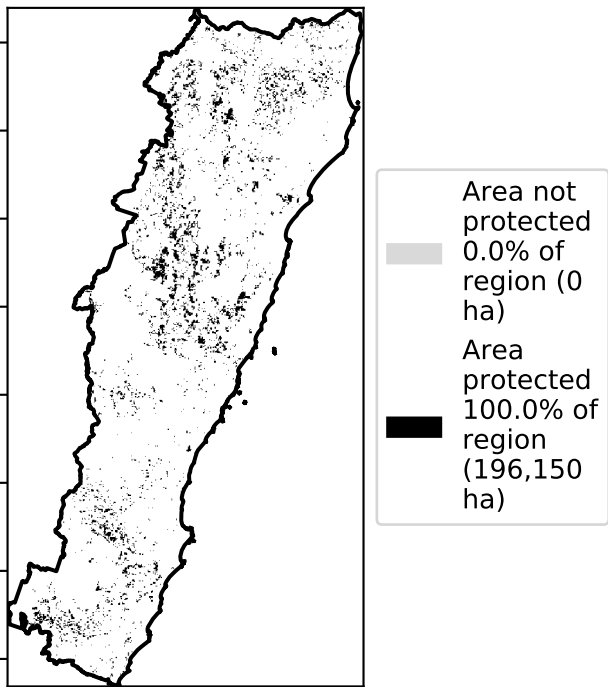 Area not
protected
0.0% of
region (0
ha)
Area
protected
100.0% of
region
(196,150
ha)